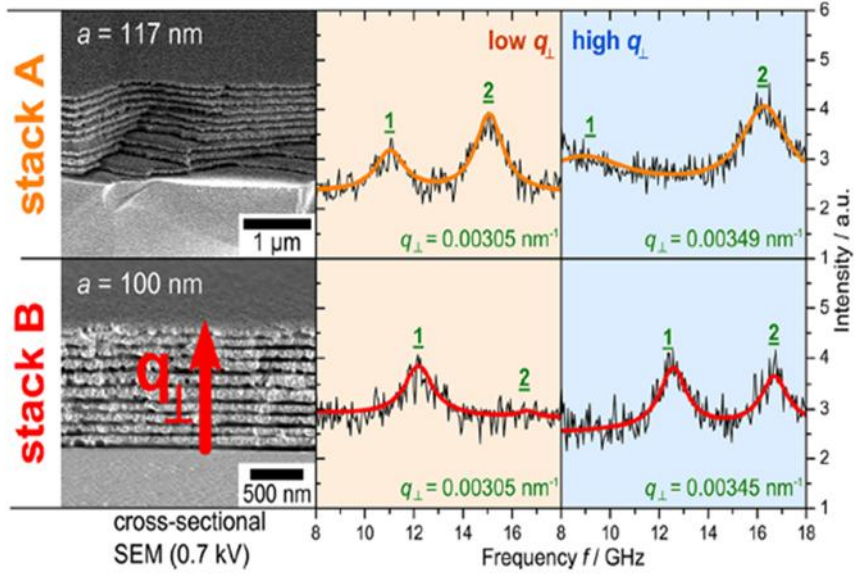 stack A
a = 117 nm
1 µm
low q⊥
1
2
q⊥ = 0.00305 nm⁻¹
high q⊥
1
2
q⊥ = 0.00349 nm⁻¹
6
5
4
3
2
1
stack B
a = 100 nm
q⊥
500 nm
1
2
q⊥ = 0.00305 nm⁻¹
1
2
q⊥ = 0.00345 nm⁻¹
5
4
3
2
1
Intensity / a.u.
cross-sectional
SEM (0.7 kV)
8 10 12 14 16 8 10 12 14 16 18
Frequency f / GHz